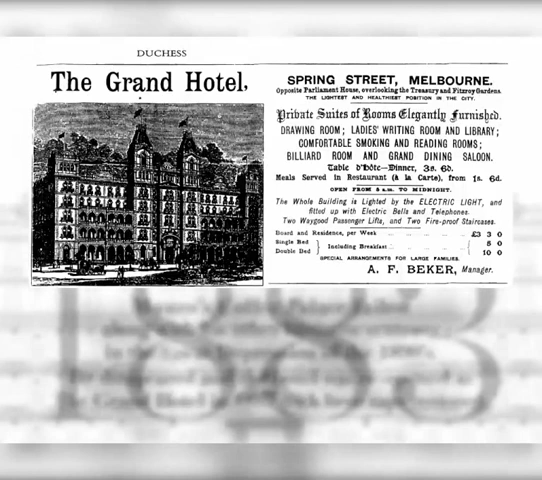 DUCHESS
The Grand Hotel,
SPRING STREET, MELBOURNE.
Opposite Parliament House, overlooking the Treasury and Fitzroy Gardens.
THE LIGHTEST AND HEALTHIEST POSITION IN THE CITY.
Private Suites of Rooms Elegantly Furnished.
DRAWING ROOM; LADIES' WRITING ROOM AND LIBRARY;
COMFORTABLE SMOKING AND READING ROOMS;
BILLIARD ROOM AND GRAND DINING SALOON.
Table d'Hôte—Dinner, 3s. 6d.
Meals Served in Restaurant (à la Carte), from 1s. 6d.
OPEN FROM 8 a.m. TO MIDNIGHT.
The Whole Building is Lighted by the ELECTRIC LIGHT, and
fitted up with Electric Bells and Telephones.
Two Waygood Passenger Lifts, and Two Fire-proof Staircases.
Board and Residence, per Week £3 3 0
Single Bed } Including Breakfast { 5 0
Double Bed 10 0
SPECIAL ARRANGEMENTS FOR LARGE FAMILIES.
A. F. BEKER, Manager.
1883